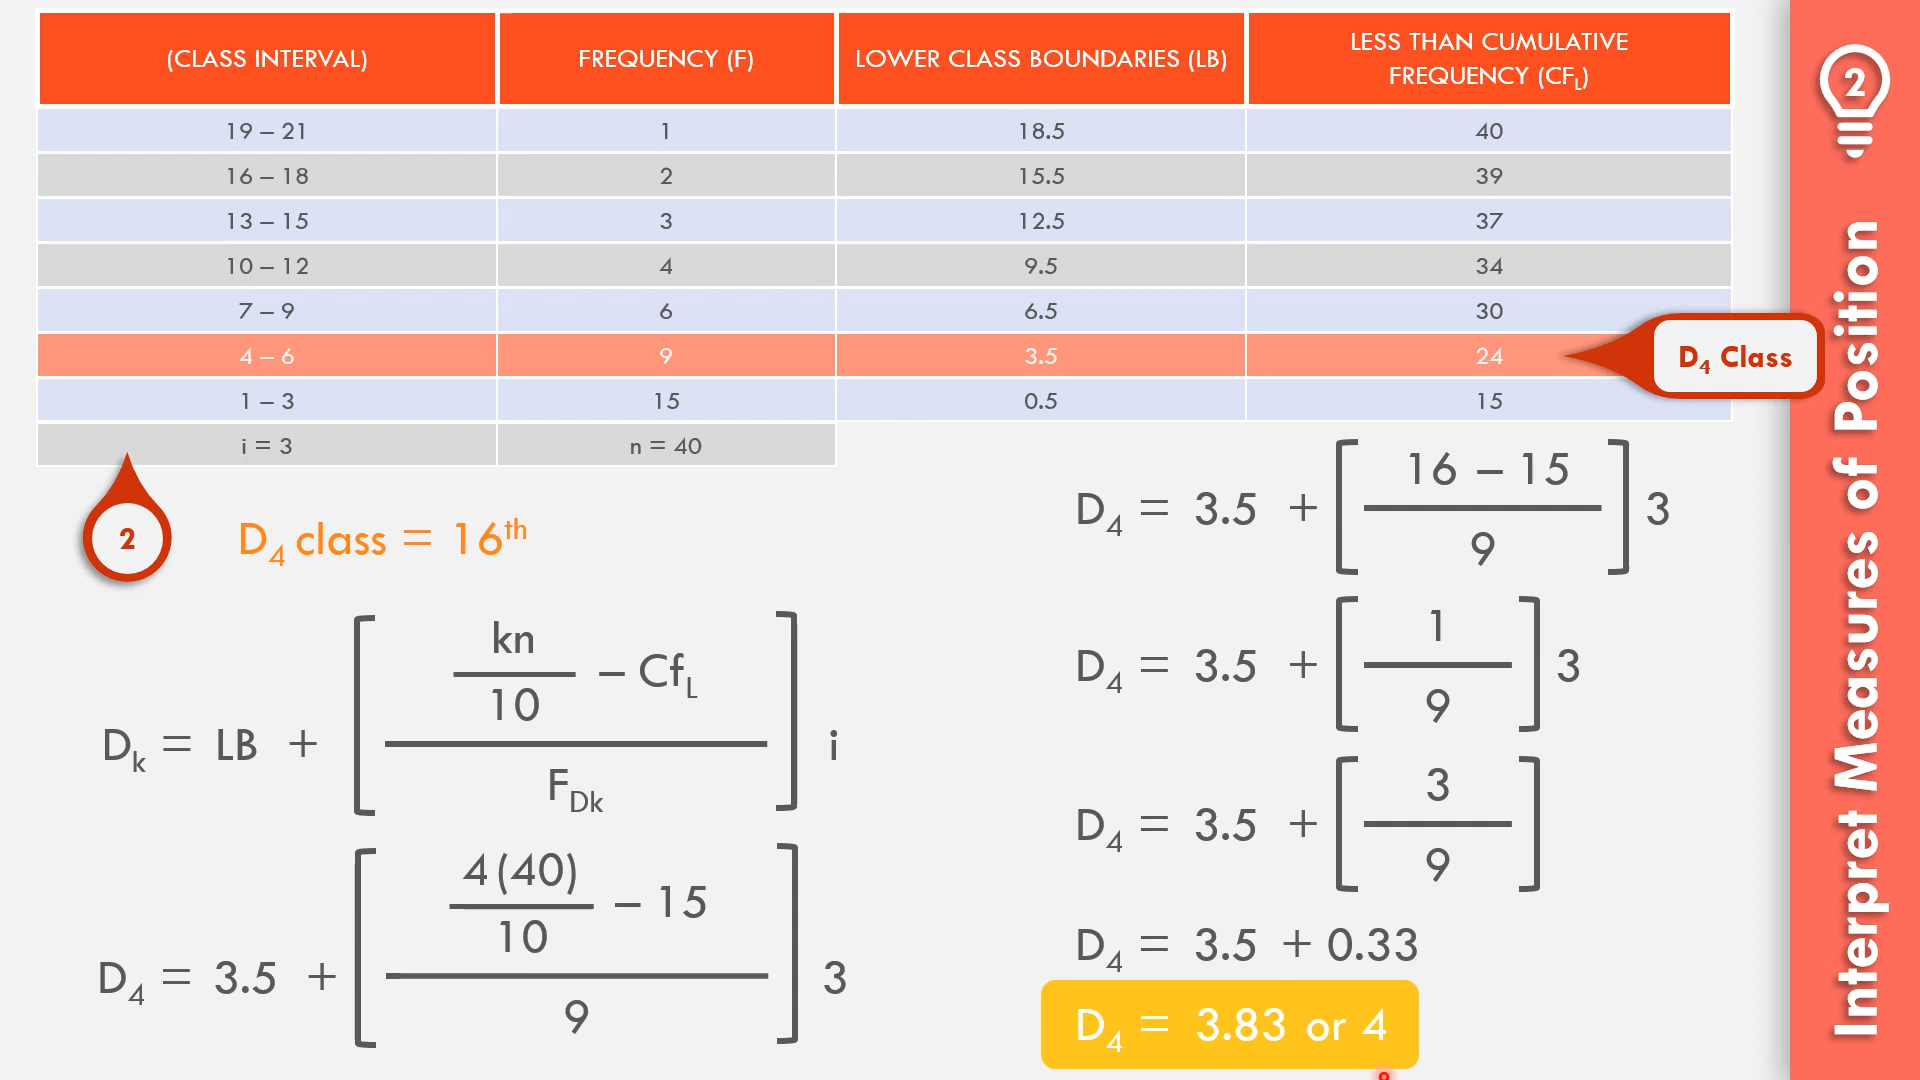 (CLASS INTERVAL) FREQUENCY (F) LOWER CLASS BOUNDARIES (LB) LESS THAN CUMULATIVE FREQUENCY (CF_L)
19 – 21 1 18.5 40
16 – 18 2 15.5 39
13 – 15 3 12.5 37
10 – 12 4 9.5 34
7 – 9 6 6.5 30
4 – 6 9 3.5 24
1 – 3 15 0.5 15
i = 3 n = 40
D₄ Class
2
D₄ class = 16th
D_k = LB + [ (kn/10 – Cf_L) / F_Dk ] i
D₄ = 3.5 + [ (4(40)/10 – 15) / 9 ] 3
D₄ = 3.5 + [ (16 – 15) / 9 ] 3
D₄ = 3.5 + [ 1 / 9 ] 3
D₄ = 3.5 + [ 3 / 9 ]
D₄ = 3.5 + 0.33
D₄ = 3.83 or 4
2
Interpret Measures of Position